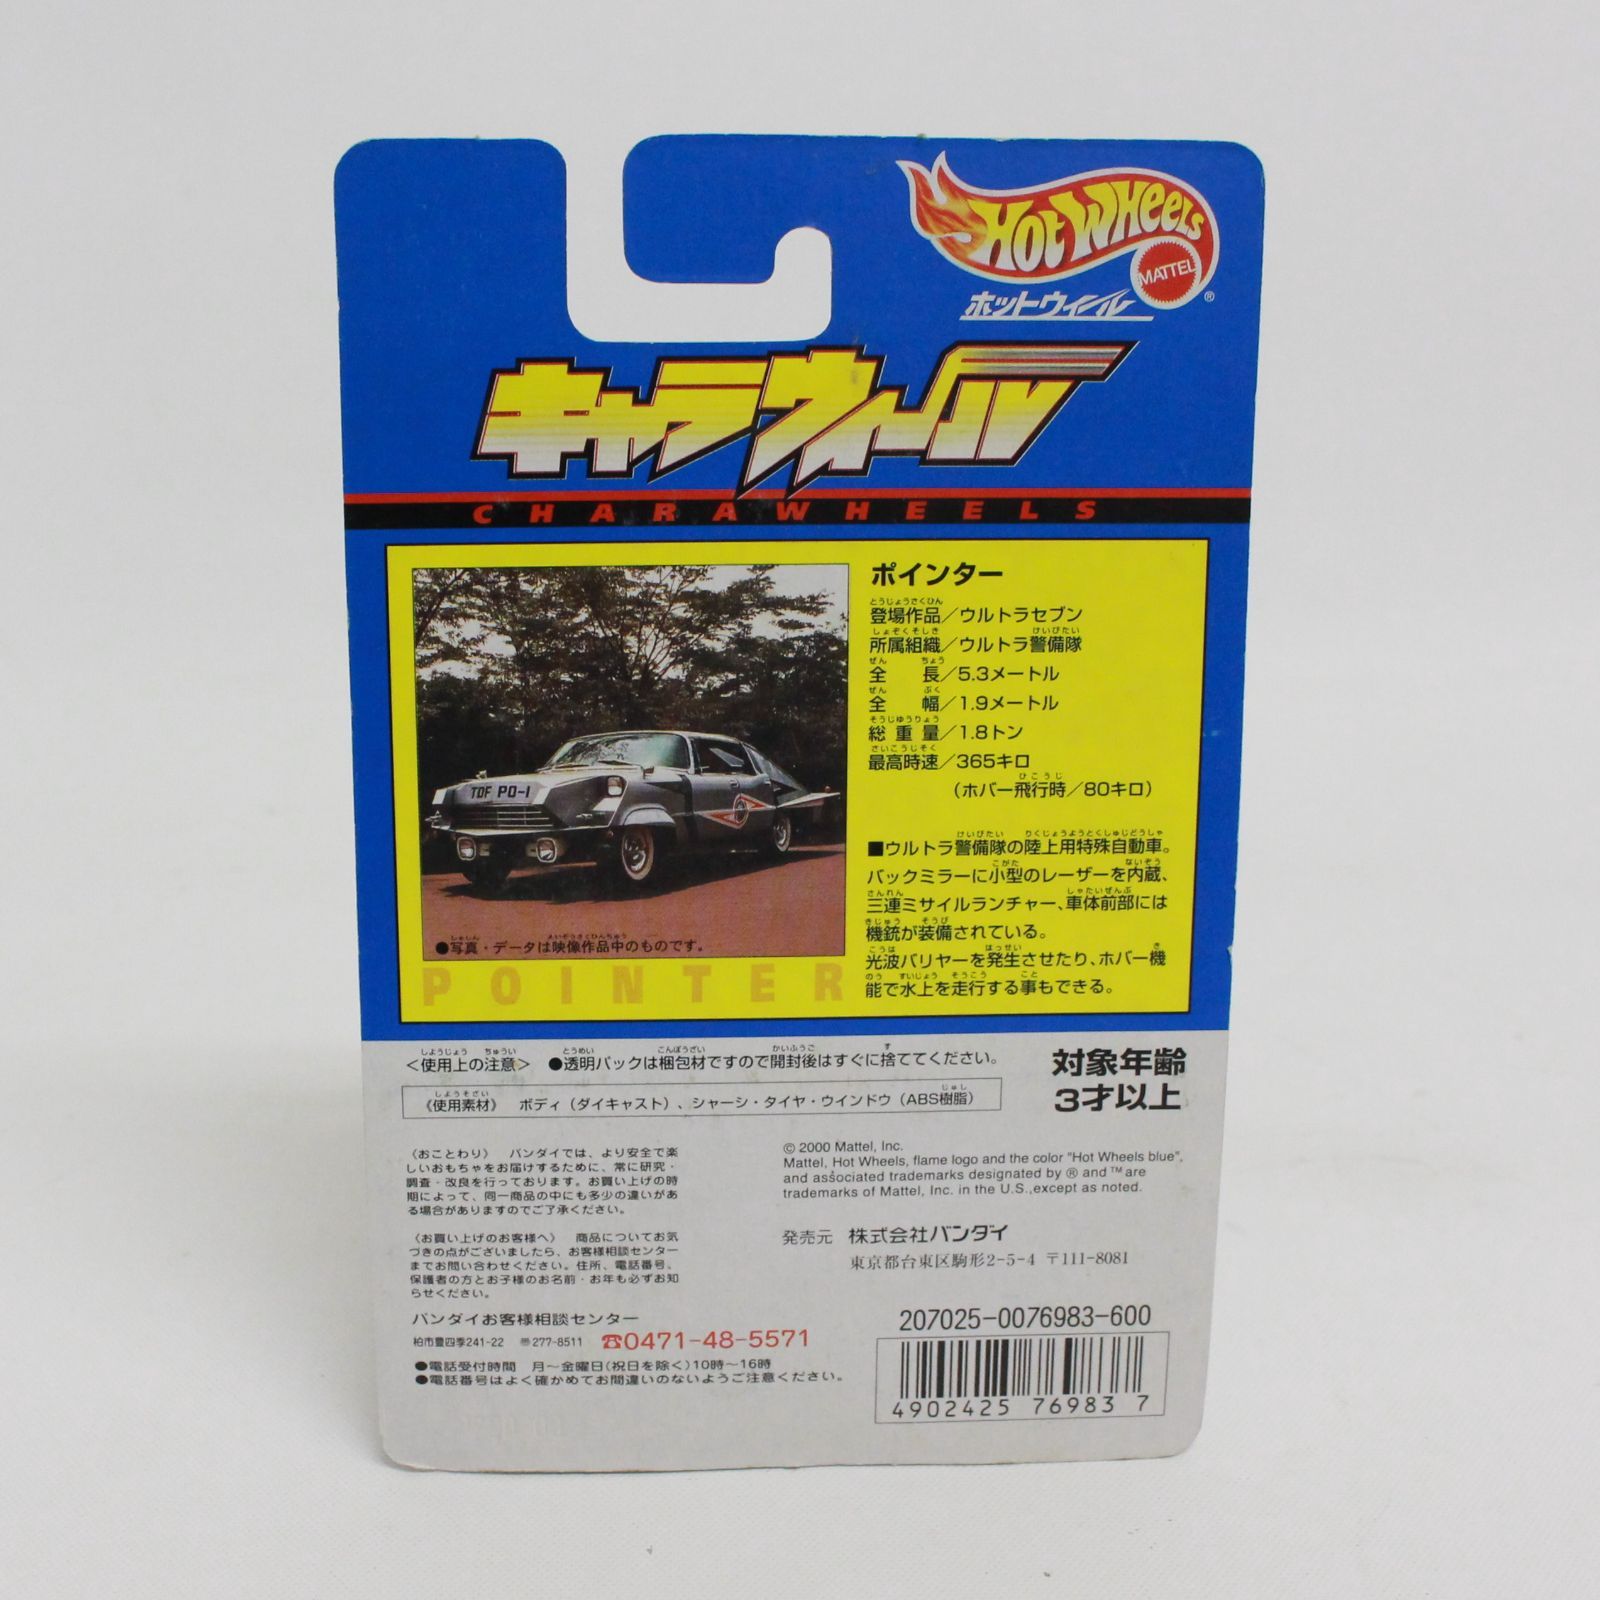 Hot Wheels
MATTEL
®
ホットウィール
キャラウィール
CHARAWHEELS
TDF PO-1
●写真・データは映像作品中のものです。
POINTER
ポインター
登場作品／ウルトラセブン
所属組織／ウルトラ警備隊
全長／5.3メートル
全幅／1.9メートル
総重量／1.8トン
最高時速／365キロ
（ホバー飛行時／80キロ）
■ウルトラ警備隊の陸上用特殊自動車。
バックミラーに小型のレーザーを内蔵、
三連ミサイルランチャー、車体前部には
機銃が装備されている。
光波バリヤーを発生させたり、ホバー機
能で水上を走行する事もできる。
＜使用上の注意＞ ●透明パックは梱包材ですので開封後はすぐに捨ててください。
《使用素材》 ボディ（ダイキャスト）、シャーシ・タイヤ・ウインドウ（ABS樹脂）
対象年齢
3才以上
〈おことわり〉 バンダイでは、より安全で楽
しいおもちゃをお届けするために、常に研究・
調査・改良を行っております。お買い上げの時
期によって、同一商品の中にも多少の違いがあ
る場合がありますのでご了承ください。
〈お買い上げのお客様へ〉 商品についてお気
づきの点がございましたら、お客様相談センター
までお問い合わせください。住所、電話番号、
保護者の方とお子様のお名前・お年も必ずお知
らせください。
バンダイお客様相談センター
柏市豊四季241-22 〒277-8511 ☎0471-48-5571
●電話受付時間 月～金曜日(祝日を除く)10時～16時
●電話番号はよく確かめてお間違いのないようご注意ください。
© 2000 Mattel, Inc.
Mattel, Hot Wheels, flame logo and the color "Hot Wheels blue",
and associated trademarks designated by ® and ™ are
trademarks of Mattel, Inc. in the U.S.,except as noted.
発売元 株式会社バンダイ
東京都台東区駒形2-5-4 〒111-8081
207025-0076983-600
4902425 76983 7